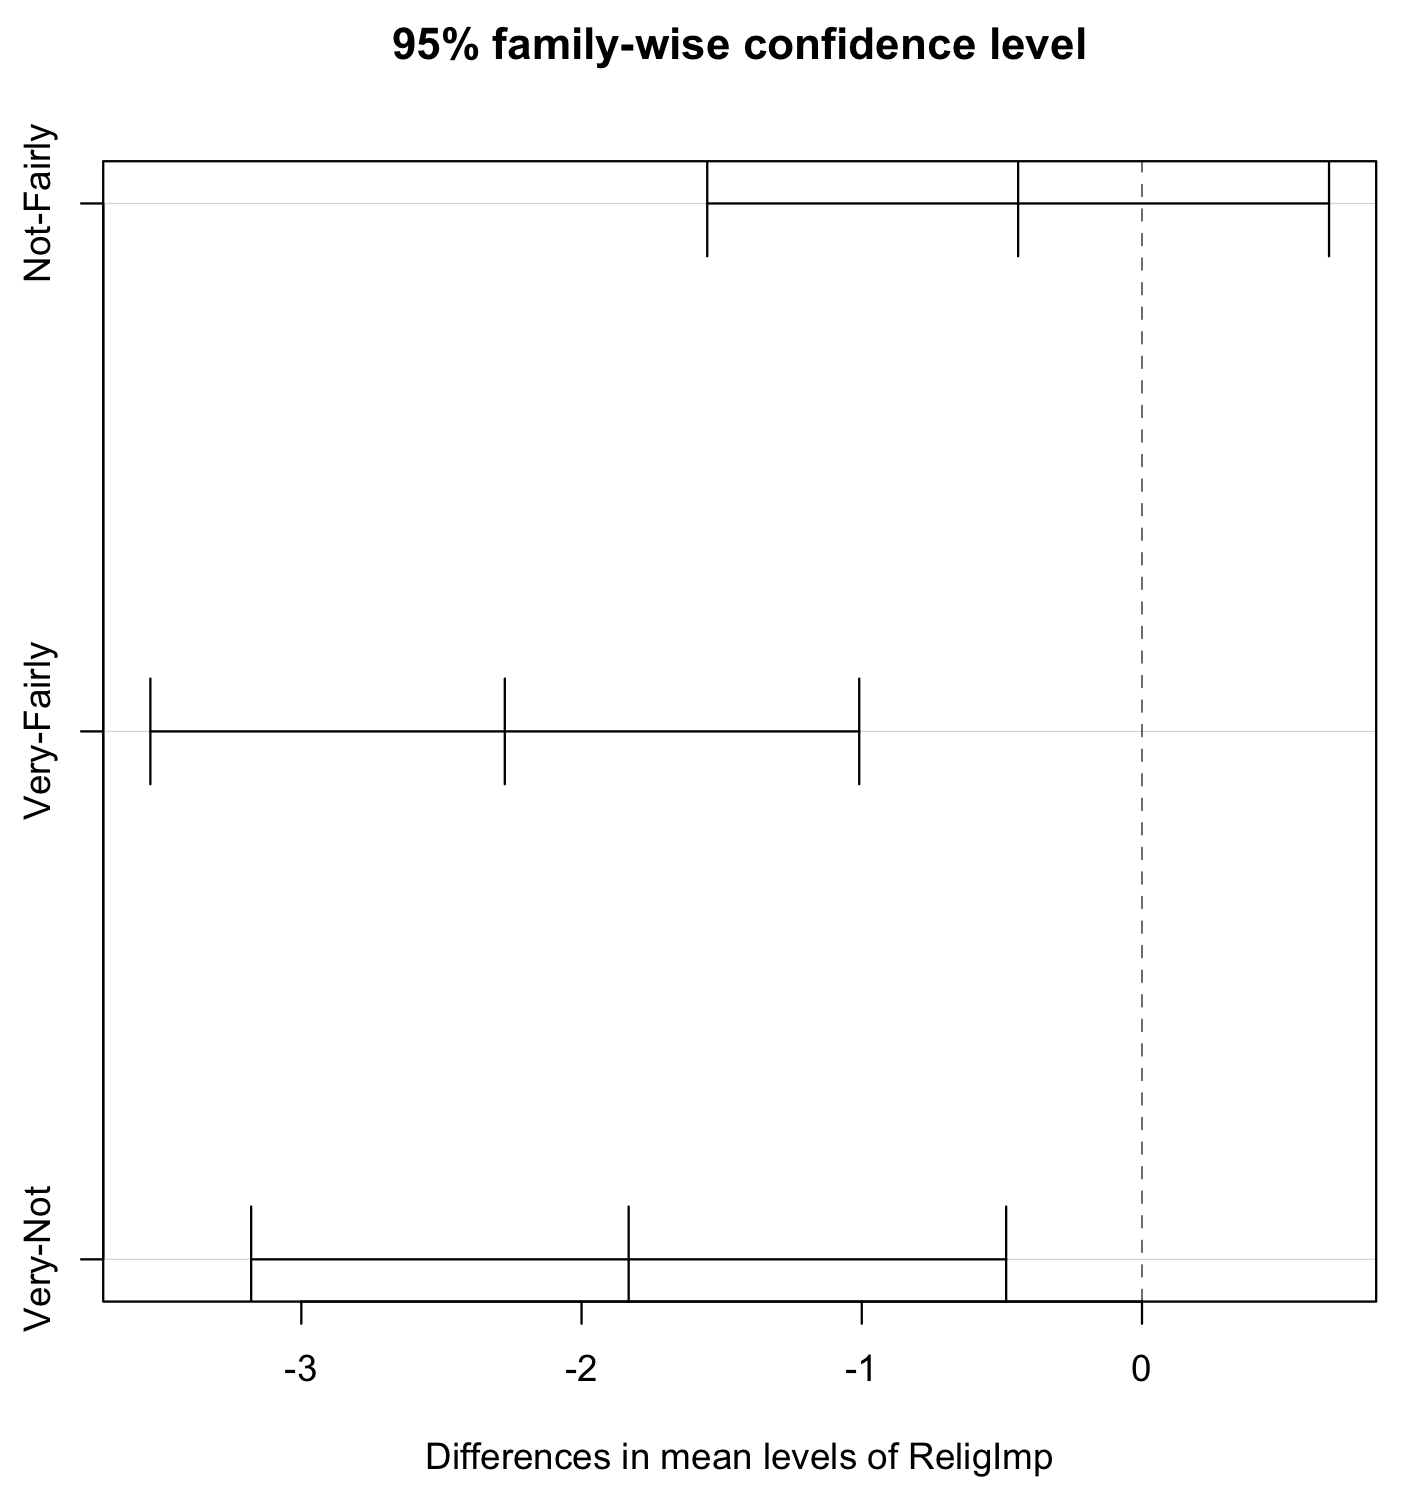 95% family-wise confidence level
Not-Fairly
Very-Fairly
Very-Not
-3 -2 -1 0
Differences in mean levels of ReligImp